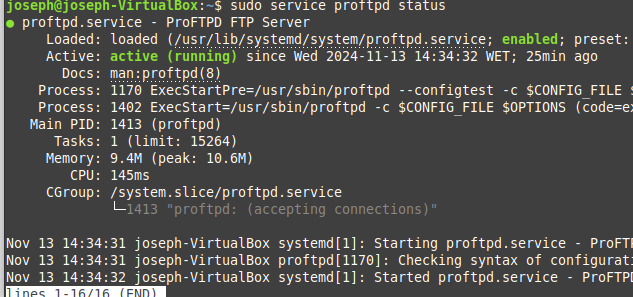 joseph@joseph-VirtualBox:~$ sudo service proftpd status
● proftpd.service - ProFTPD FTP Server
Loaded: loaded (/usr/lib/systemd/system/proftpd.service; enabled; preset:
Active: active (running) since Wed 2024-11-13 14:34:32 WET; 25min ago
Docs: man:proftpd(8)
Process: 1170 ExecStartPre=/usr/sbin/proftpd --configtest -c $CONFIG_FILE $
Process: 1402 ExecStart=/usr/sbin/proftpd -c $CONFIG_FILE $OPTIONS (code=ex
Main PID: 1413 (proftpd)
Tasks: 1 (limit: 15264)
Memory: 9.4M (peak: 10.6M)
CPU: 145ms
CGroup: /system.slice/proftpd.service
└─1413 "proftpd: (accepting connections)"
Nov 13 14:34:31 joseph-VirtualBox systemd[1]: Starting proftpd.service - ProFT
Nov 13 14:34:31 joseph-VirtualBox proftpd[1170]: Checking syntax of configurati
Nov 13 14:34:32 joseph-VirtualBox systemd[1]: Started proftpd.service - ProFTPD
lines 1-16/16 (END)